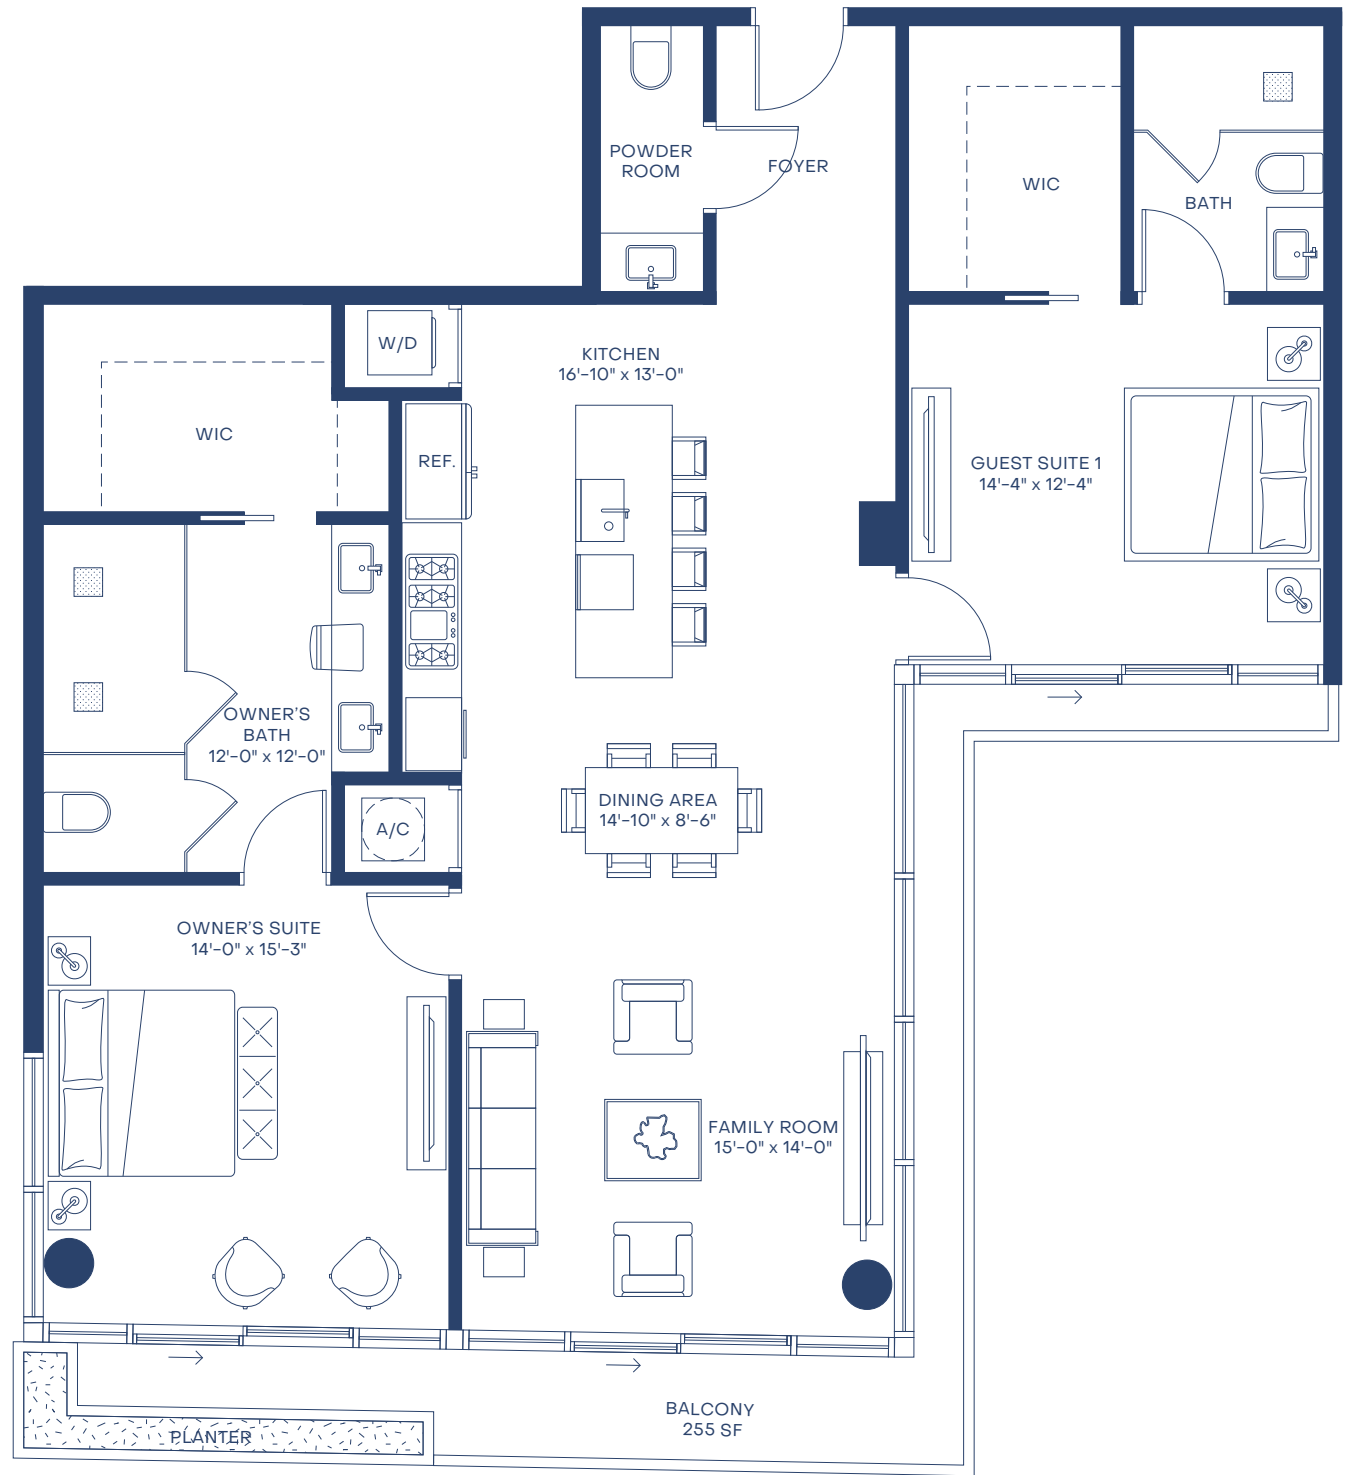 POWDER
ROOM
FOYER
WIC
BATH
W/D
KITCHEN
16'-10" x 13'-0"
WIC
REF.
GUEST SUITE 1
14'-4" x 12'-4"
OWNER'S
BATH
12'-0" x 12'-0"
DINING AREA
14'-10" x 8'-6"
A/C
OWNER'S SUITE
14'-0" x 15'-3"
FAMILY ROOM
15'-0" x 14'-0"
BALCONY
255 SF
PLANTER